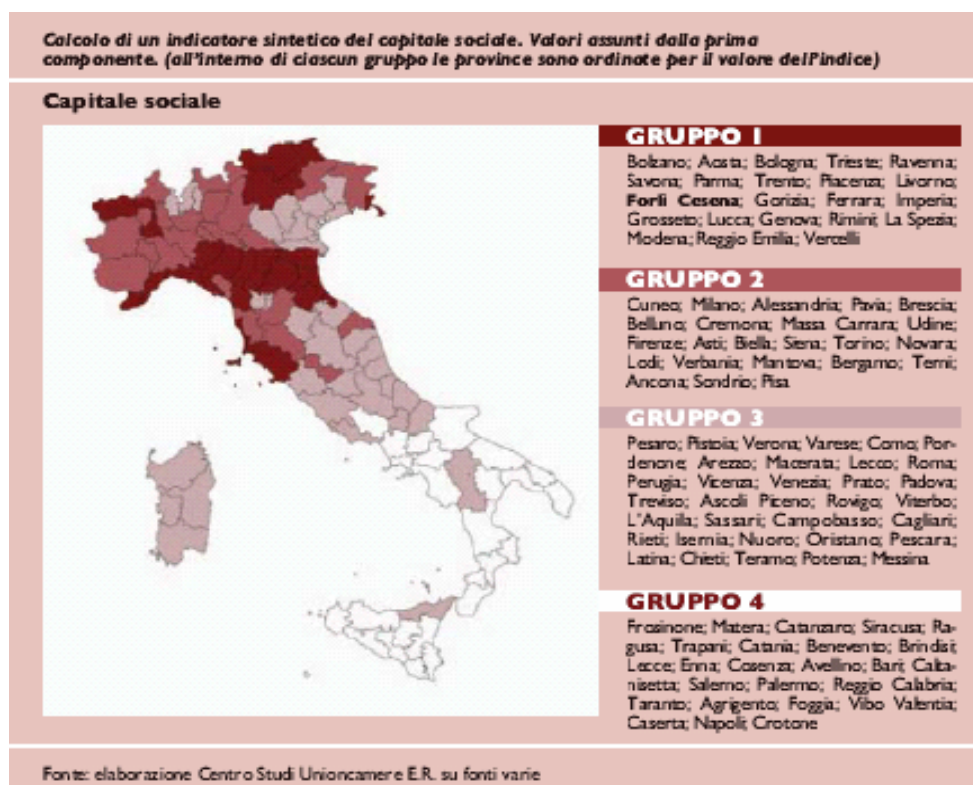 Calcolo di un indicatore sintetico del capitale sociale. Valori assunti dalla prima
componente. (all'interno di ciascun gruppo le province sono ordinate per il valore dell'indice)
Capitale sociale
GRUPPO 1
Bolzano; Aosta; Bologna; Trieste; Ravenna;
Savona; Parma; Trento; Piacenza; Livorno;
Forlì Cesena; Gorizia; Ferrara; Imperia;
Grosseto; Lucca; Genova; Rimini; La Spezia;
Modena; Reggio Emilia; Vercelli
GRUPPO 2
Cuneo; Milano; Alessandria; Pavia; Brescia;
Belluno; Cremona; Massa Carrara; Udine;
Firenze; Asti; Biella; Siena; Torino; Novara;
Lodi; Verbania; Mantova; Bergamo; Terni;
Ancona; Sondrio; Pisa
GRUPPO 3
Pesaro; Pistoia; Verona; Varese; Como; Por-
denone; Arezzo; Macerata; Lecco; Roma;
Perugia; Vicenza; Venezia; Prato; Padova;
Treviso; Ascoli Piceno; Rovigo; Viterbo;
L'Aquila; Sassari; Campobasso; Cagliari;
Rieti; Isernia; Nuoro; Oristano; Pescara;
Latina; Chieti; Teramo; Potenza; Messina
GRUPPO 4
Frosinone; Matera; Catanzaro; Siracusa; Ra-
gusa; Trapani; Catania; Benevento; Brindisi;
Lecce; Enna; Cosenza; Avellino; Bari; Calta-
nisetta; Salerno; Palermo; Reggio Calabria;
Taranto; Agrigento; Foggia; Vibo Valentia;
Caserta; Napoli; Crotone
Fonte: elaborazione Centro Studi Unioncamere E.R. su fonti varie